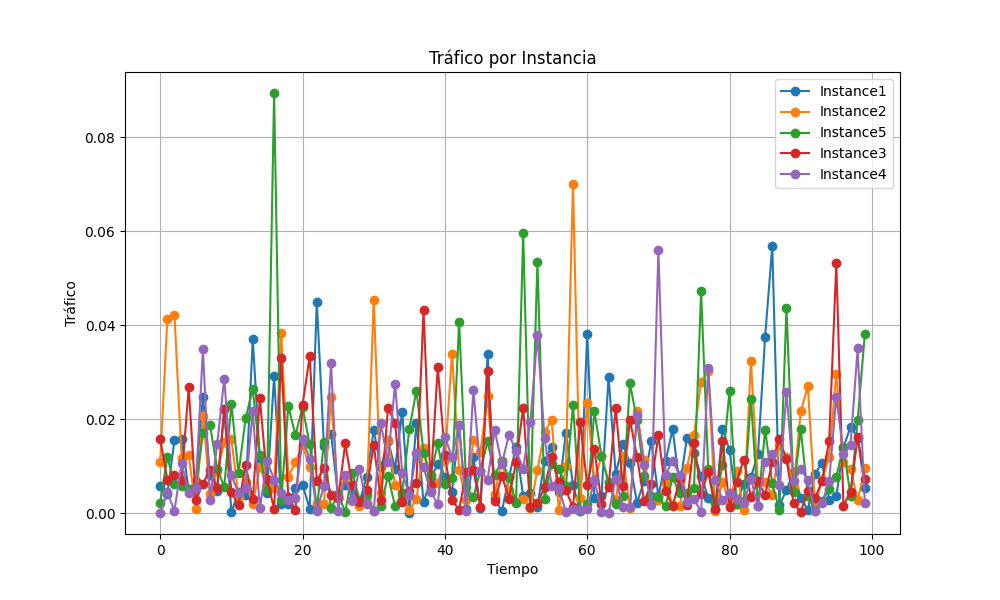 Tráfico por Instancia
Instance1
Instance2
Instance5
Instance3
Instance4
Tráfico
0.08
0.06
0.04
0.02
0.00
0 20 40 60 80 100
Tiempo